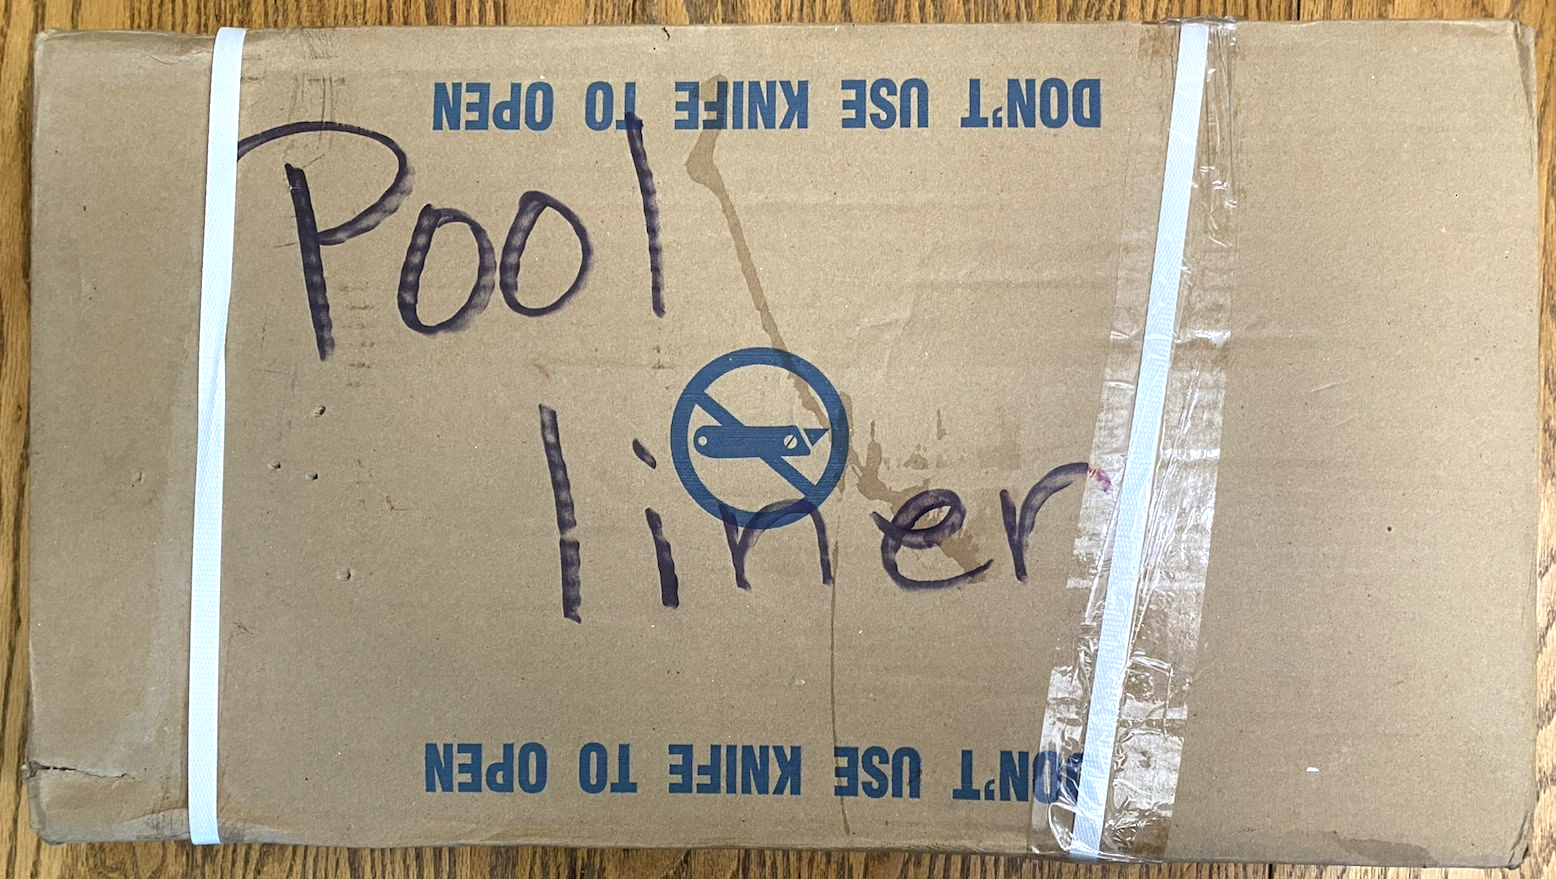 DON'T USE KNIFE TO OPEN
Pool
liner
DON'T USE KNIFE TO OPEN